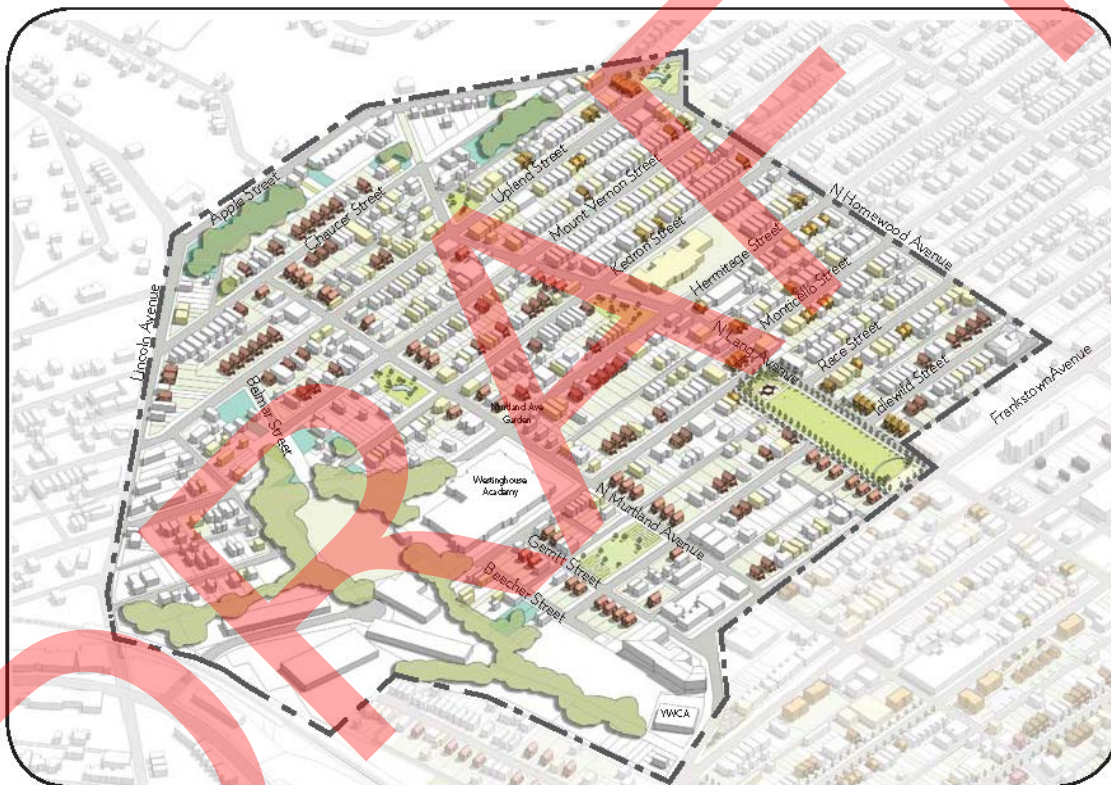 Apple Street
Chaucer Street
Upland Street
Mount Vernon Street
Kedron Street
Hermitage Street
Monticello Street
Race Street
Idlewild Street
N Homewood Avenue
Frankstown Avenue
N Lang Avenue
Lincoln Avenue
Belmar Street
Murtland Ave
Garden
Westinghouse
Academy
N Murtland Avenue
Gerritt Street
Beecher Street
YWCA
DRAFT